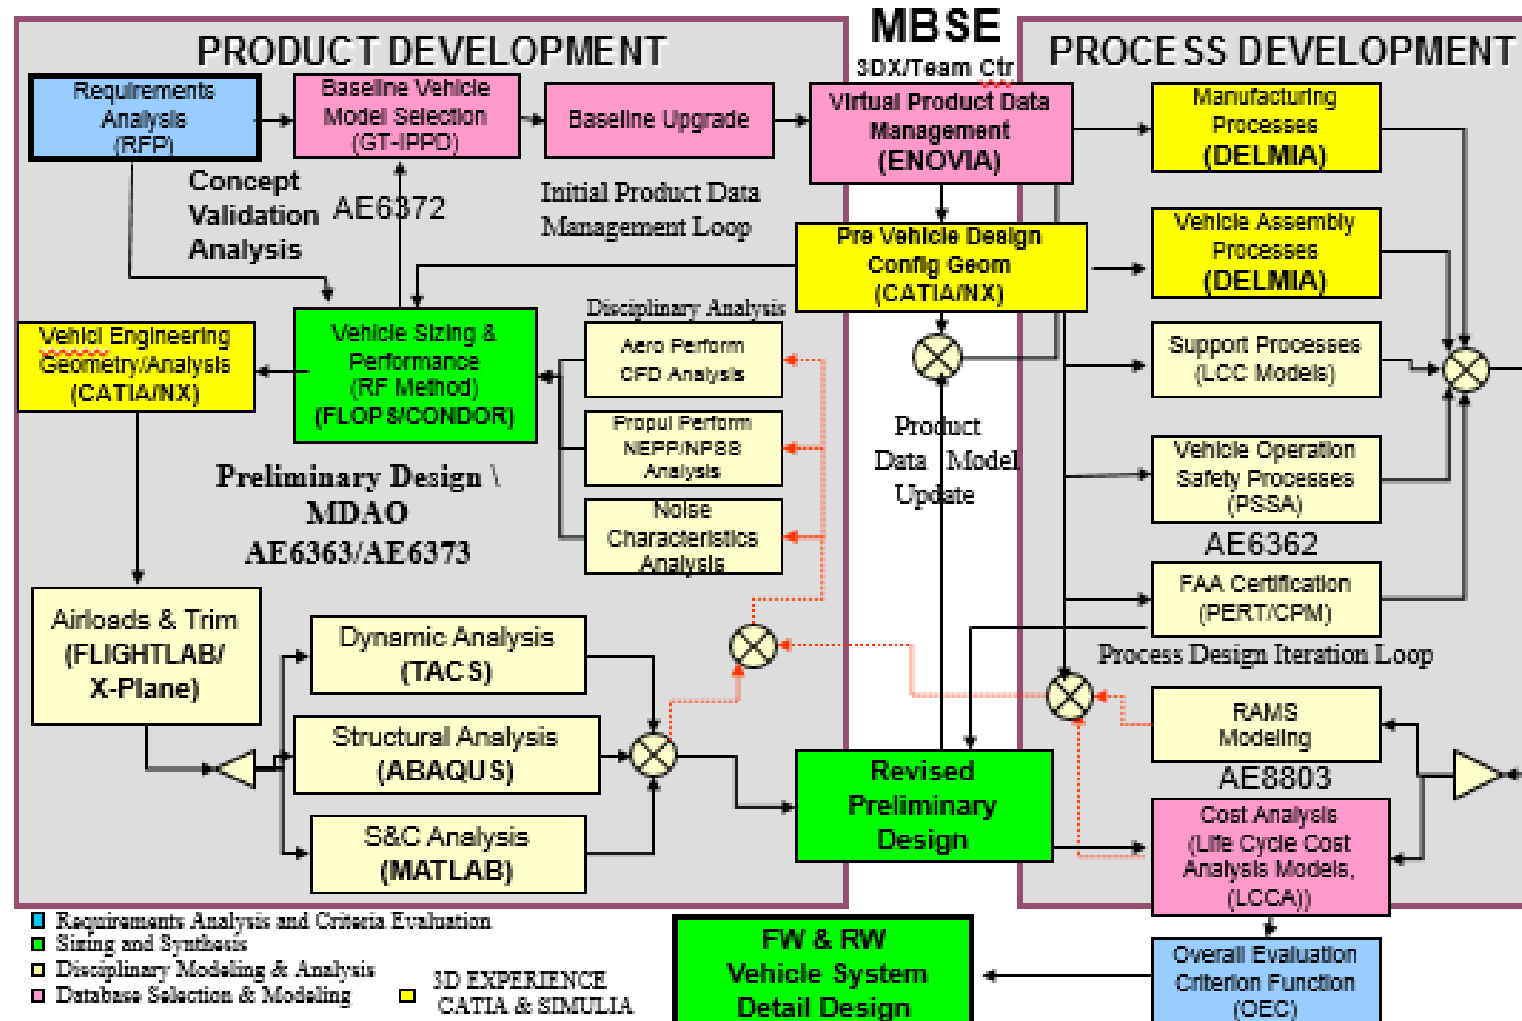 MBSE
3DX/Team Ctr
PRODUCT DEVELOPMENT
PROCESS DEVELOPMENT
Requirements
Analysis
(RFP)
Baseline Vehicle
Model Selection
(GT-IPPD)
Baseline Upgrade
Virtual Product Data
Management
(ENOVIA)
Manufacturing
Processes
(DELMIA)
Concept
Validation
Analysis
AE6372
Initial Product Data
Management Loop
Pre Vehicle Design
Config Geom
(CATIA/NX)
Vehicle Assembly
Processes
(DELMIA)
Vehicl Engineering
Geometry/Analysis
(CATIA/NX)
Vehicle Sizing &
Performance
(RF Method)
(FLOPS/CONDOR)
Disciplinary Analysis
Aero Perform
CFD Analysis
Propul Perform
NEPP/NPSS
Analysis
Noise
Characteristics
Analysis
Support Processes
(LCC Models)
Product
Data Model
Update
Vehicle Operation
Safety Processes
(PSSA)
AE6362
FAA Certification
(PERT/CPM)
Process Design Iteration Loop
Preliminary Design \
MDAO
AE6363/AE6373
Airloads & Trim
(FLIGHTLAB/
X-Plane)
Dynamic Analysis
(TACS)
Structural Analysis
(ABAQUS)
S&C Analysis
(MATLAB)
Revised
Preliminary
Design
RAMS
Modeling
AE8803
Cost Analysis
(Life Cycle Cost
Analysis Models,
(LCCA))
Requirements Analysis and Criteria Evaluation
Sizing and Synthesis
Disciplinary Modeling & Analysis
Database Selection & Modeling
3D EXPERIENCE
CATIA & SIMULIA
FW & RW
Vehicle System
Detail Design
Overall Evaluation
Criterion Function
(OEC)